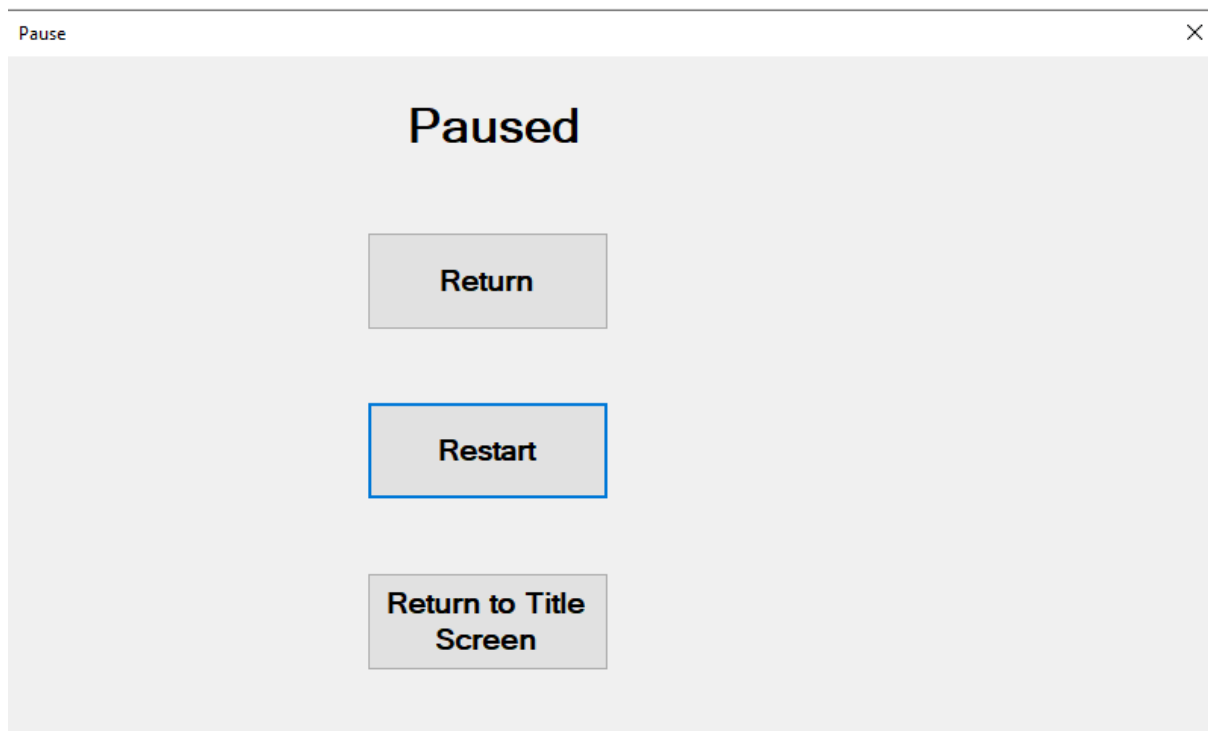 Pause
Paused
Return
Restart
Return to Title
Screen